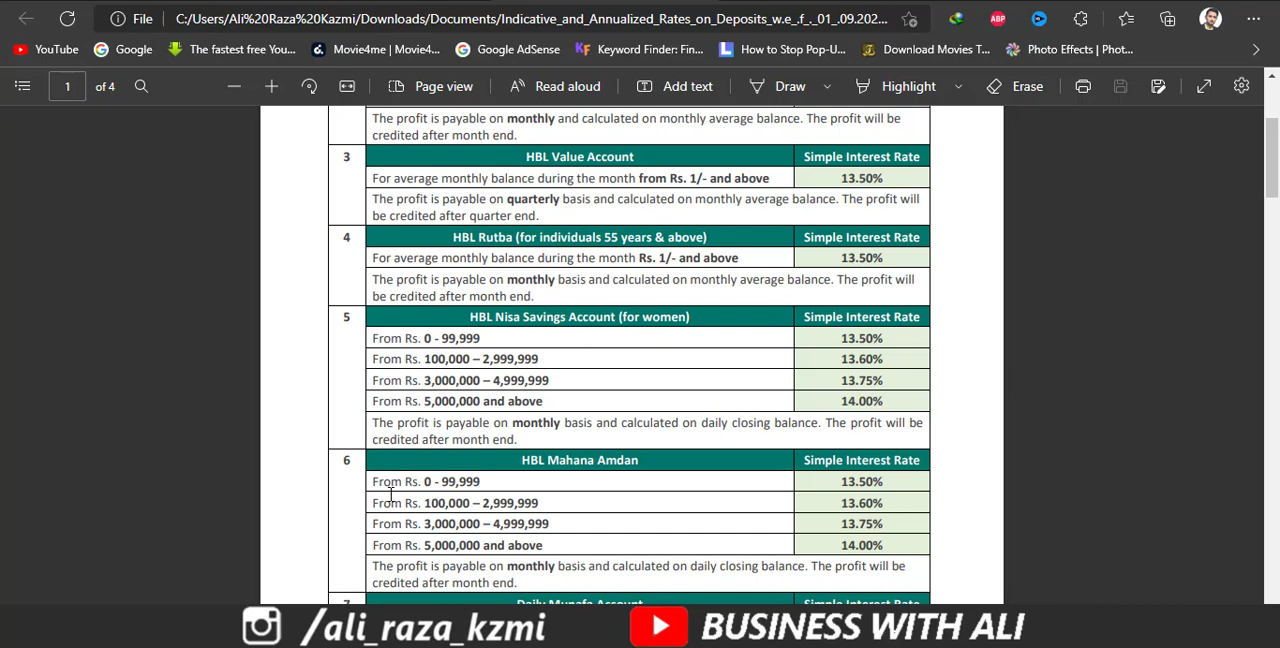 File
C:/Users/Ali%20Raza%20Kazmi/Downloads/Documents/Indicative_and_Annualized_Rates_on_Deposits_w.e_.f_._01_.09.202...
ABP
YouTube
Google
The fastest free You...
Movie4me | Movie4...
Google AdSense
KF Keyword Finder: Fin...
L How to Stop Pop-U...
Download Movies T...
Photo Effects | Phot...
1 of 4
Page view
Read aloud
Add text
Draw
Highlight
Erase
The profit is payable on monthly and calculated on monthly average balance. The profit will be
credited after month end.
3 HBL Value Account Simple Interest Rate
For average monthly balance during the month from Rs. 1/- and above 13.50%
The profit is payable on quarterly basis and calculated on monthly average balance. The profit will
be credited after quarter end.
4 HBL Rutba (for individuals 55 years & above) Simple Interest Rate
For average monthly balance during the month Rs. 1/- and above 13.50%
The profit is payable on monthly basis and calculated on monthly average balance. The profit will
be credited after month end.
5 HBL Nisa Savings Account (for women) Simple Interest Rate
From Rs. 0 - 99,999 13.50%
From Rs. 100,000 – 2,999,999 13.60%
From Rs. 3,000,000 – 4,999,999 13.75%
From Rs. 5,000,000 and above 14.00%
The profit is payable on monthly basis and calculated on daily closing balance. The profit will be
credited after month end.
6 HBL Mahana Amdan Simple Interest Rate
From Rs. 0 - 99,999 13.50%
From Rs. 100,000 – 2,999,999 13.60%
From Rs. 3,000,000 – 4,999,999 13.75%
From Rs. 5,000,000 and above 14.00%
The profit is payable on monthly basis and calculated on daily closing balance. The profit will be
credited after month end.
7 Daily Munafa Account Simple Interest Rate
/ali_raza_kzmi
BUSINESS WITH ALI